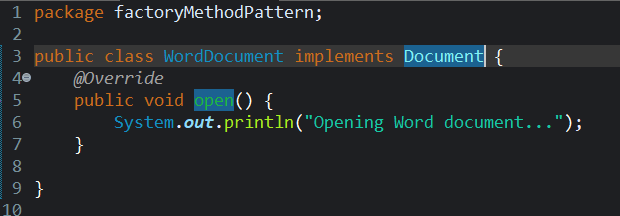 1 package factoryMethodPattern;
2
3 public class WordDocument implements Document {
4     @Override
5     public void open() {
6         System.out.println("Opening Word document...");
7     }
8
9 }
10